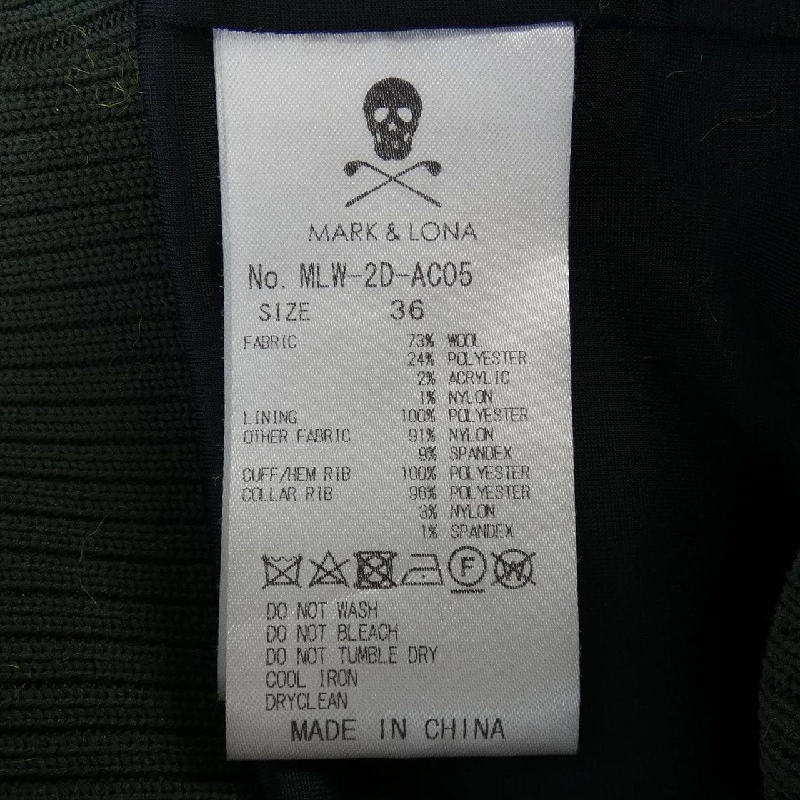 MARK & LONA
No. MLW-2D-AC05
SIZE 36
FABRIC 73% WOOL
24% POLYESTER
2% ACRYLIC
1% NYLON
LINING 100% POLYESTER
OTHER FABRIC 91% NYLON
9% SPANDEX
CUFF/HEM RIB 100% POLYESTER
COLLAR RIB 96% POLYESTER
3% NYLON
1% SPANDEX
F W
DO NOT WASH
DO NOT BLEACH
DO NOT TUMBLE DRY
COOL IRON
DRYCLEAN
MADE IN CHINA